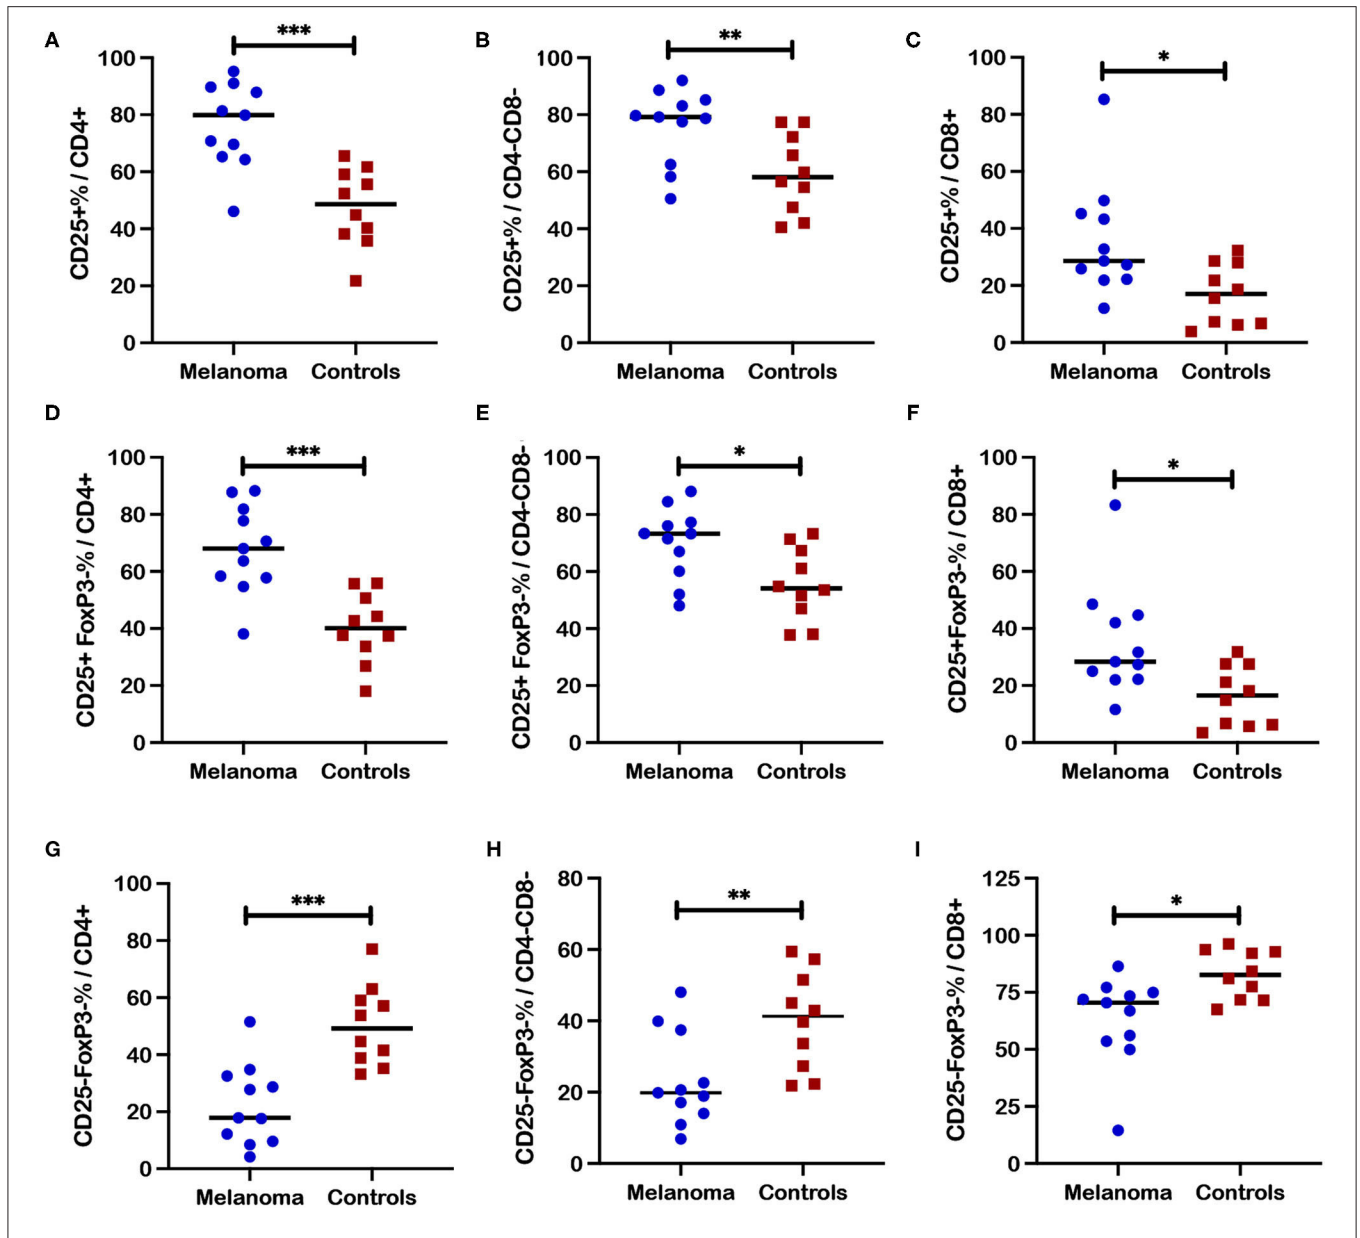 A
***
CD25+% / CD4+
100
80
60
40
20
0
Melanoma Controls
B
**
CD25+% / CD4-CD8-
100
80
60
40
20
0
Melanoma Controls
C
*
CD25+% / CD8+
100
80
60
40
20
0
Melanoma Controls
D
***
CD25+ FoxP3-% / CD4+
100
80
60
40
20
0
Melanoma Controls
E
*
CD25+ FoxP3-% / CD4-CD8-
100
80
60
40
20
0
Melanoma Controls
F
*
CD25+FoxP3-% / CD8+
100
80
60
40
20
0
Melanoma Controls
G
***
CD25-FoxP3-% / CD4+
100
80
60
40
20
0
Melanoma Controls
H
**
CD25-FoxP3-% / CD4-CD8-
80
60
40
20
0
Melanoma Controls
I
*
CD25-FoxP3-% / CD8+
125
100
75
50
25
0
Melanoma Controls